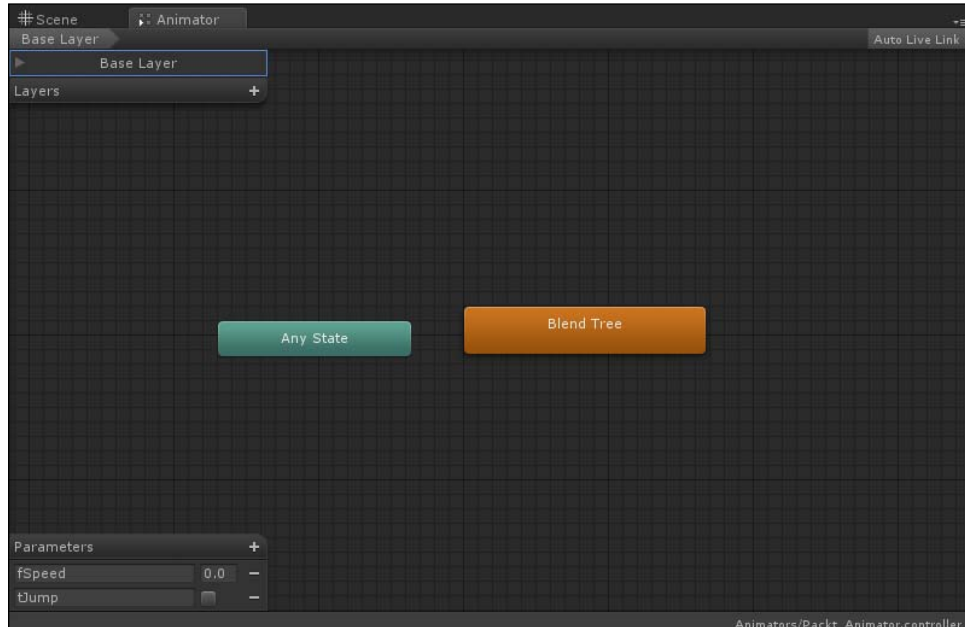 Scene
Animator
Base Layer
Auto Live Link
Base Layer
Layers +
Any State
Blend Tree
Parameters +
fSpeed 0.0 −
tJump −
Animators/Packt_Animator.controller